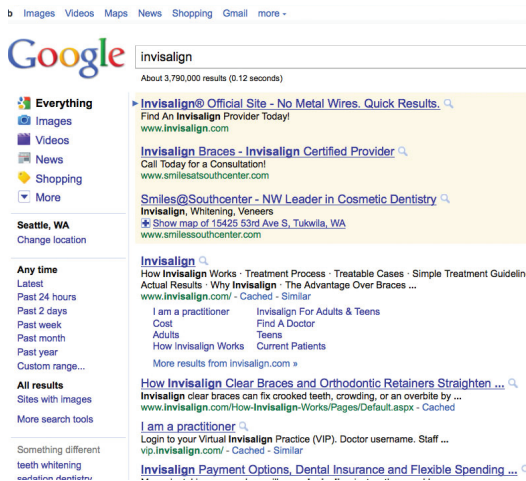 b Images Videos Maps News Shopping Gmail more
Google
invisalign
About 3,790,000 results (0.12 seconds)
Everything
Images
Videos
News
Shopping
More
Seattle, WA
Change location
Any time
Latest
Past 24 hours
Past 2 days
Past week
Past month
Past year
Custom range...
All results
Sites with images
More search tools
Something different
teeth whitening
sedation dentistry
Invisalign® Official Site - No Metal Wires. Quick Results.
Find An Invisalign Provider Today!
www.invisalign.com
Invisalign Braces - Invisalign Certified Provider
Call Today for a Consultation!
www.smilesatsouthcenter.com
Smiles@Southcenter - NW Leader in Cosmetic Dentistry
Invisalign, Whitening, Veneers
Show map of 15425 53rd Ave S, Tukwila, WA
www.smilessouthcenter.com
Invisalign
How Invisalign Works · Treatment Process · Treatable Cases · Simple Treatment Guidelin
Actual Results · Why Invisalign · The Advantage Over Braces ...
www.invisalign.com/ - Cached - Similar
I am a practitioner Invisalign For Adults & Teens
Cost Find A Doctor
Adults Teens
How Invisalign Works Current Patients
More results from invisalign.com »
How Invisalign Clear Braces and Orthodontic Retainers Straighten ...
Invisalign clear braces can fix crooked teeth, crowding, or an overbite by ...
www.invisalign.com/How-Invisalign-Works/Pages/Default.aspx - Cached
I am a practitioner
Login to your Virtual Invisalign Practice (VIP). Doctor username. Staff ...
vip.invisalign.com/ - Cached - Similar
Invisalign Payment Options, Dental Insurance and Flexible Spending ...